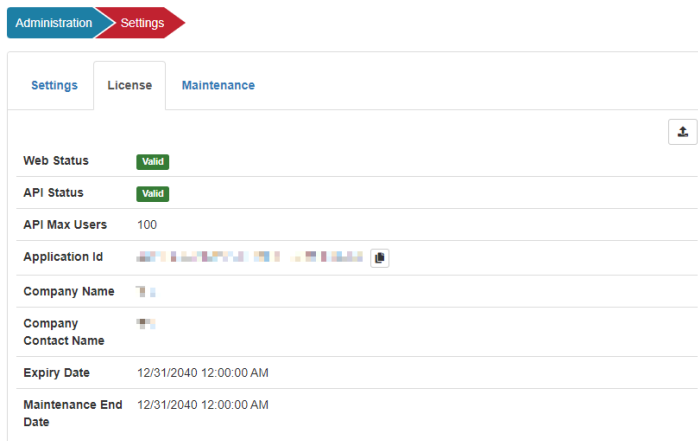 Administration Settings
Settings License Maintenance
Web Status Valid
API Status Valid
API Max Users 100
Application Id
Company Name
Company
Contact Name
Expiry Date 12/31/2040 12:00:00 AM
Maintenance End 12/31/2040 12:00:00 AM
Date